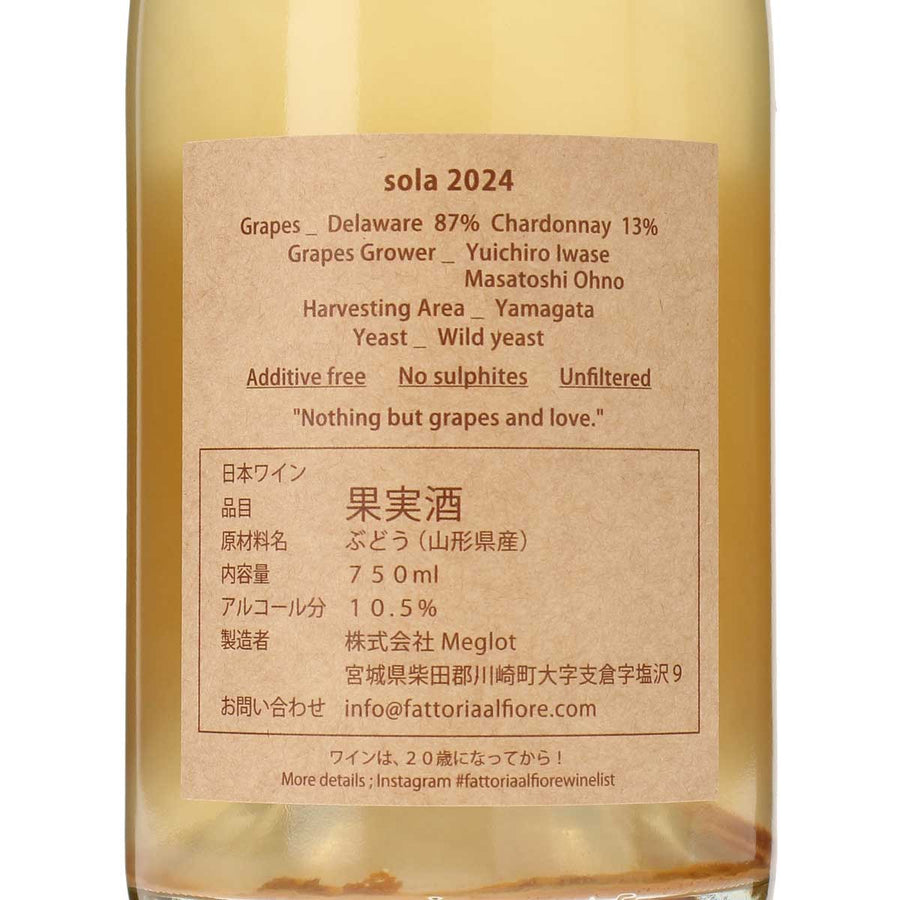 sola 2024
Grapes _ Delaware 87% Chardonnay 13%
Grapes Grower _ Yuichiro Iwase
Masatoshi Ohno
Harvesting Area _ Yamagata
Yeast _ Wild yeast
Additive free No sulphites Unfiltered
"Nothing but grapes and love."
日本ワイン
品目 果実酒
原材料名 ぶどう（山形県産）
内容量 ７５０ml
アルコール分 １０.５%
製造者 株式会社 Meglot
宮城県柴田郡川崎町大字支倉字塩沢９
お問い合わせ info@fattoriaalfiore.com
ワインは、２０歳になってから！
More details ; Instagram #fattoriaalfiorewinelist